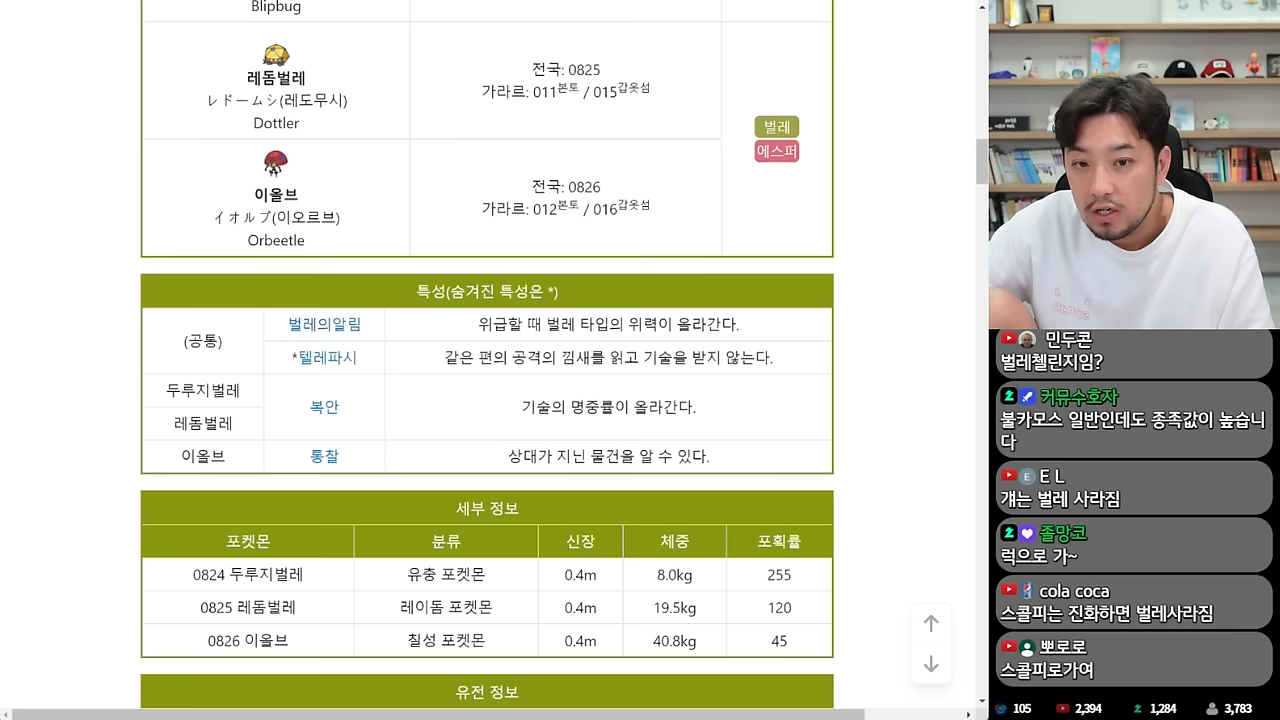 Blipbug
레돔벌레
レドームシ(레도무시)
Dottler
전국: 0825
가라르: 011본토 / 015갑옷섬
벌레
에스퍼
이올브
イオルブ(이오르브)
Orbeetle
전국: 0826
가라르: 012본토 / 016갑옷섬
특성(숨겨진 특성은 *)
(공통)
벌레의알림
위급할 때 벌레 타입의 위력이 올라간다.
*텔레파시
같은 편의 공격의 낌새를 읽고 기술을 받지 않는다.
두루지벌레
레돔벌레
복안
기술의 명중률이 올라간다.
이올브
통찰
상대가 지닌 물건을 알 수 있다.
세부 정보
포켓몬 분류 신장 체중 포획률
0824 두루지벌레 유충 포켓몬 0.4m 8.0kg 255
0825 레돔벌레 레이돔 포켓몬 0.4m 19.5kg 120
0826 이올브 칠성 포켓몬 0.4m 40.8kg 45
유전 정보
민두콘
벌레첼린지임?
커뮤수호자
불카모스 일반인데도 종족값이 높습니
다
E E L
걔는 벌레 사라짐
졸망코
럭으로 가~
cola coca
스콜피는 진화하면 벌레사라짐
뽀로로
스콜피로가여
105 2,394 1,284 3,783